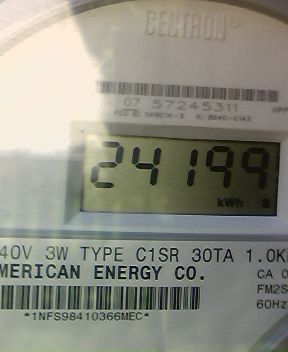 CENTRON®
07 57245311
24199
kWh
40V 3W TYPE C1SR 30TA 1.0K
MERICAN ENERGY CO.
CA 0
FM2S
60Hz
*1NFS98410366MEC*